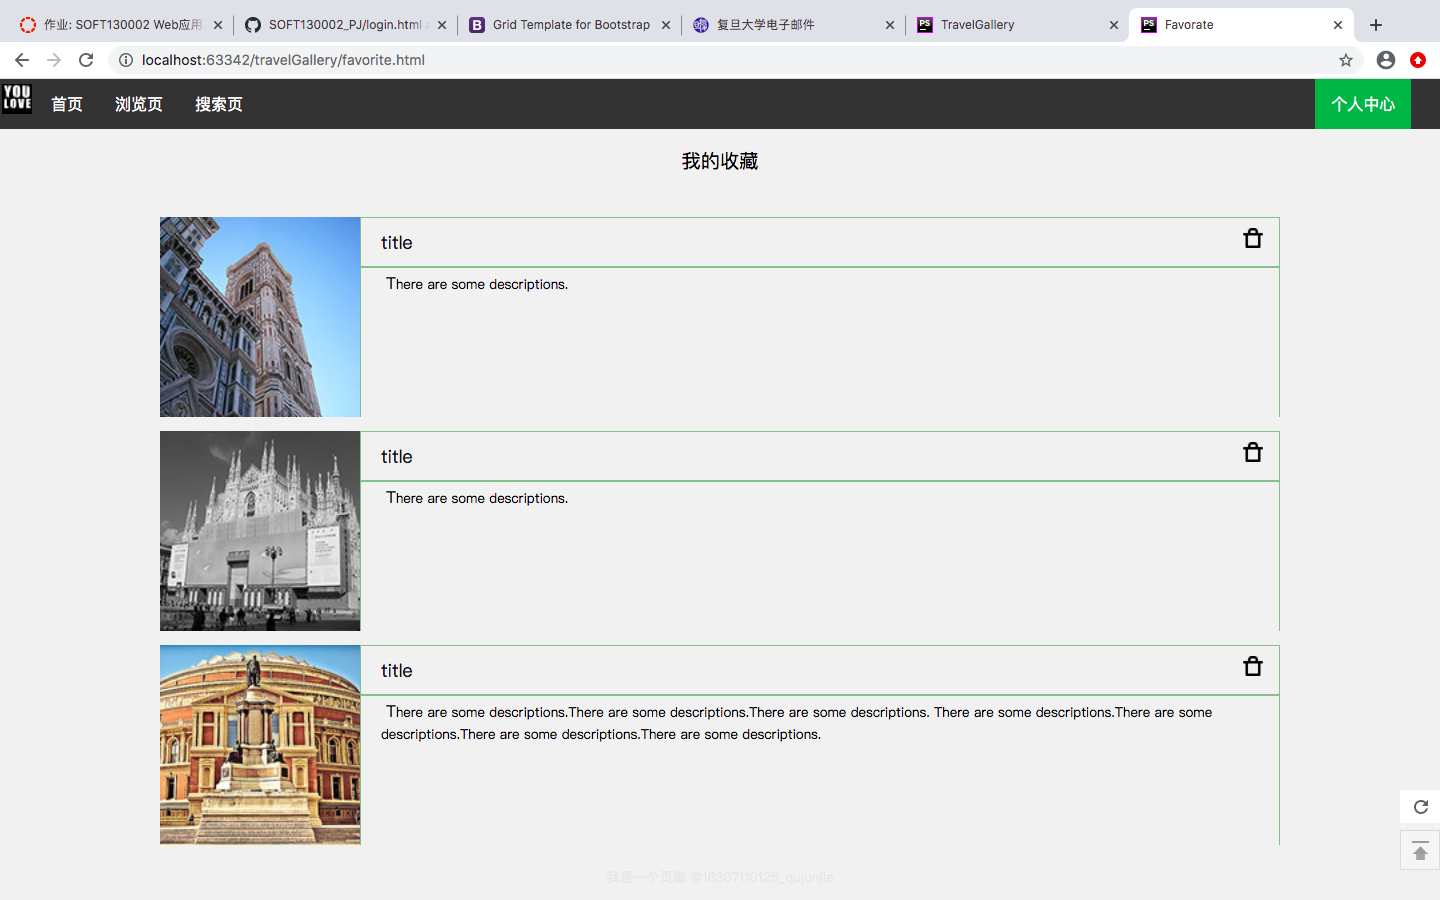 作业: SOFT130002 Web应用
SOFT130002_PJ/login.html
Grid Template for Bootstrap
复旦大学电子邮件
TravelGallery
Favorate
localhost:63342/travelGallery/favorite.html
YOU
LOVE
首页
浏览页
搜索页
个人中心
我的收藏
title
There are some descriptions.
title
There are some descriptions.
title
There are some descriptions.There are some descriptions.There are some descriptions. There are some descriptions.There are some
descriptions.There are some descriptions.There are some descriptions.
我是一个页脚